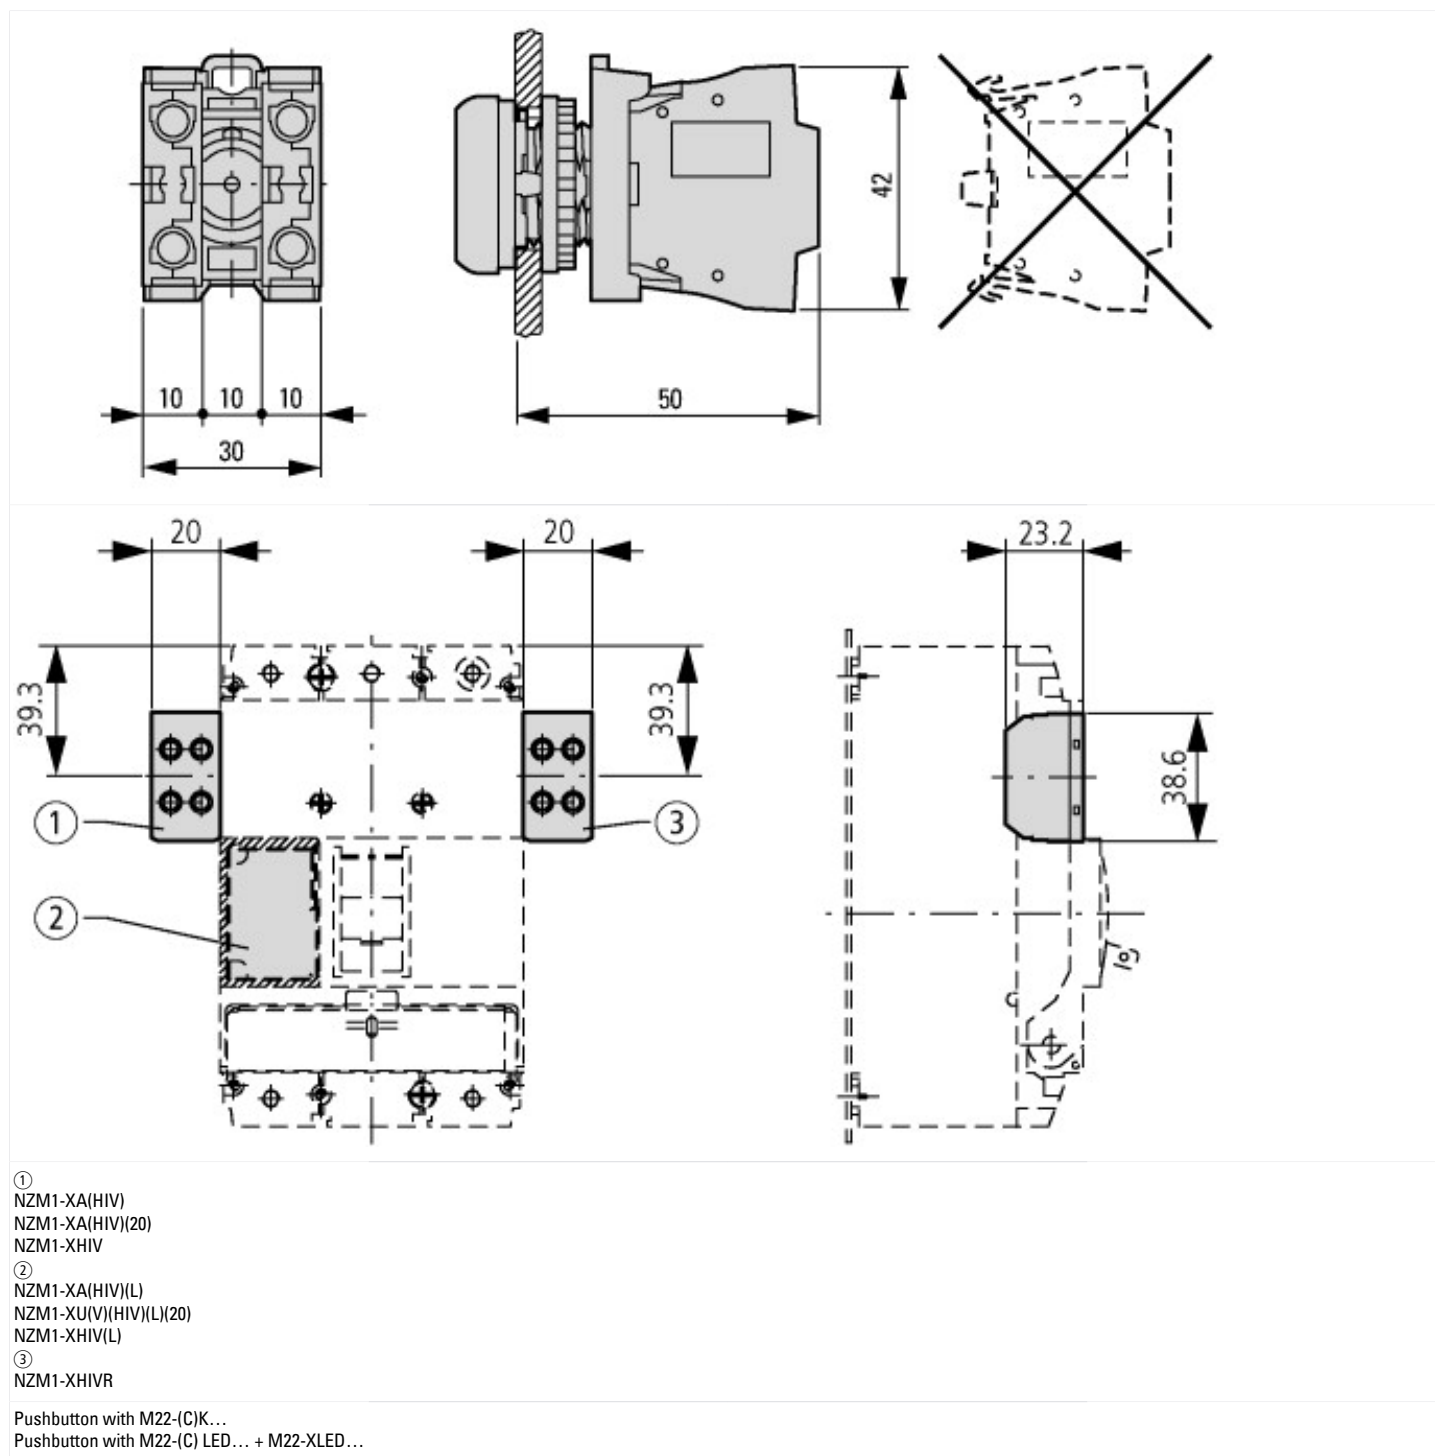 42
10 10 10
50
30
20 20 23.2
39.3 39.3
38.6
1 3
2
①
NZM1-XA(HIV)
NZM1-XA(HIV)(20)
NZM1-XHIV
②
NZM1-XA(HIV)(L)
NZM1-XU(V)(HIV)(L)(20)
NZM1-XHIV(L)
③
NZM1-XHIVR
Pushbutton with M22-(C)K…
Pushbutton with M22-(C) LED… + M22-XLED…